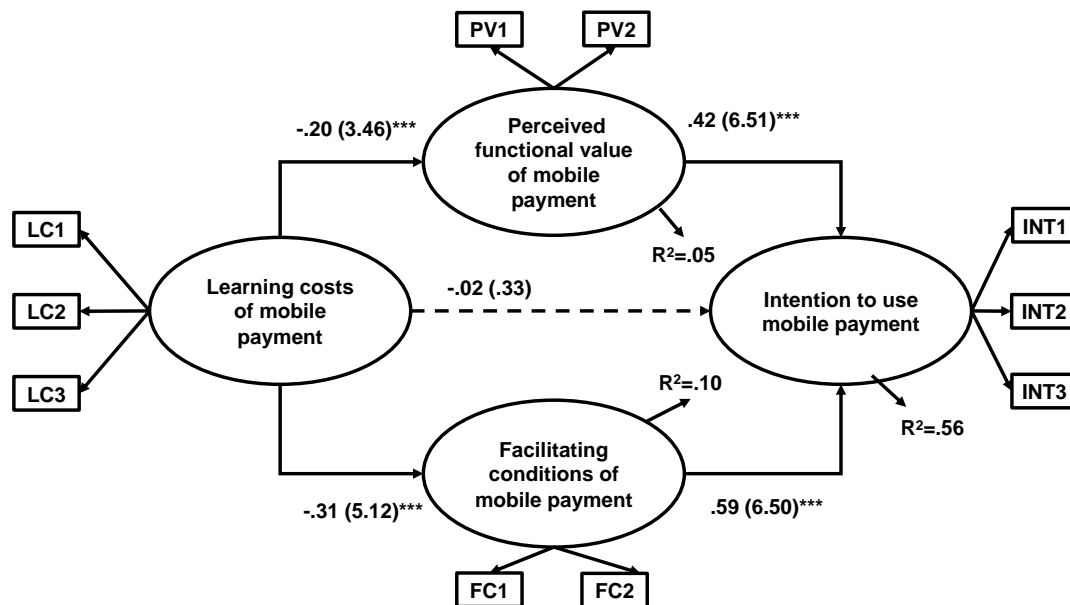 PV1
PV2
-.20 (3.46)***
.42 (6.51)***
Perceived
functional value
of mobile
payment
R²=.05
LC1
LC2
LC3
Learning costs
of mobile
payment
-.02 (.33)
Intention to use
mobile payment
INT1
INT2
INT3
R²=.10
R²=.56
Facilitating
conditions of
mobile payment
-.31 (5.12)***
.59 (6.50)***
FC1
FC2